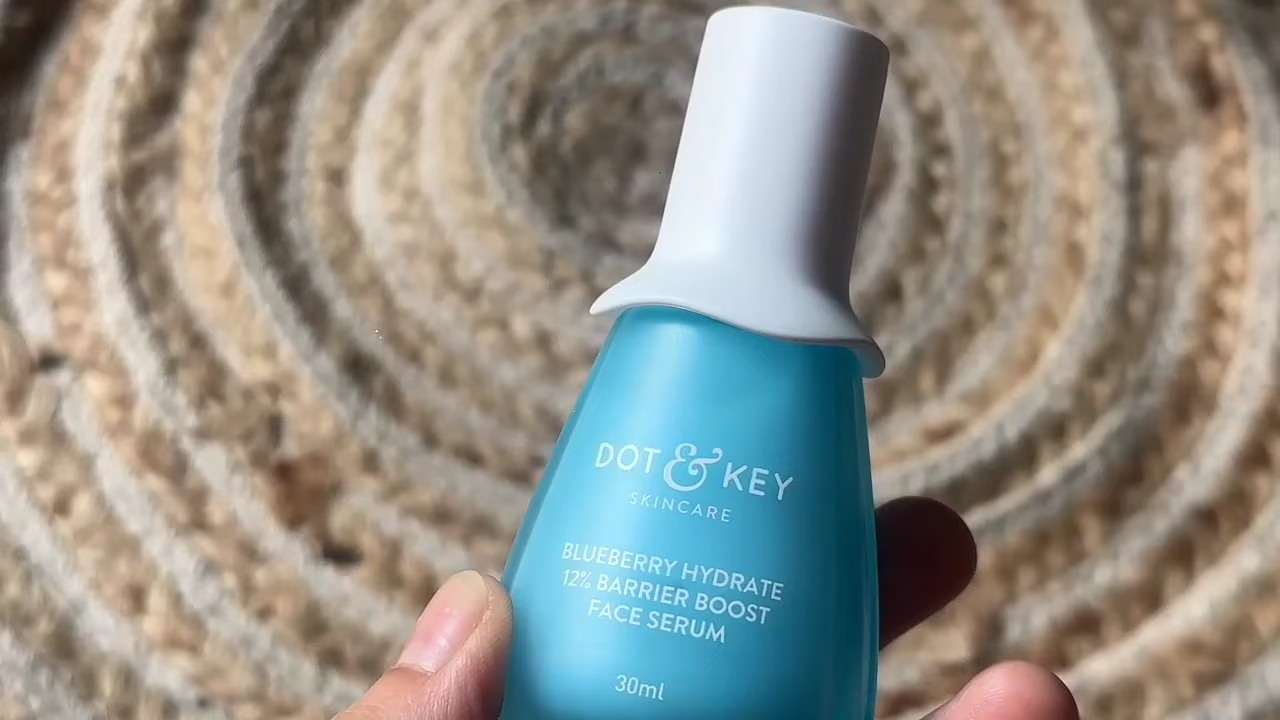 DOT & KEY
SKINCARE
BLUEBERRY HYDRATE
12% BARRIER BOOST
FACE SERUM
30ml